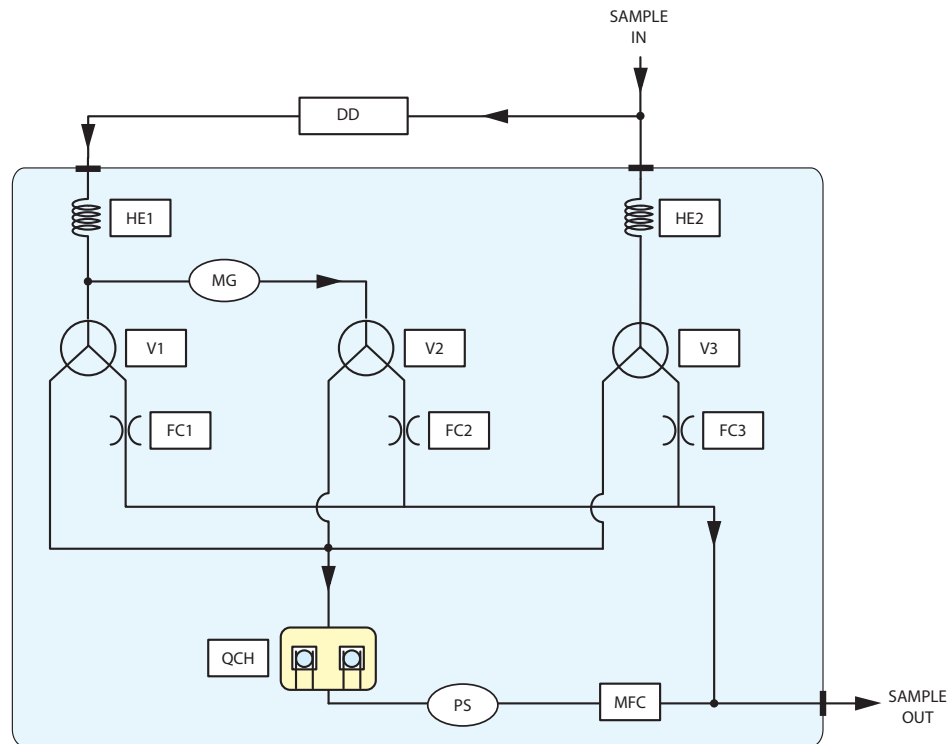 SAMPLE
IN
DD
HE1
HE2
MG
V1
V2
V3
FC1
FC2
FC3
QCH
PS
MFC
SAMPLE
OUT